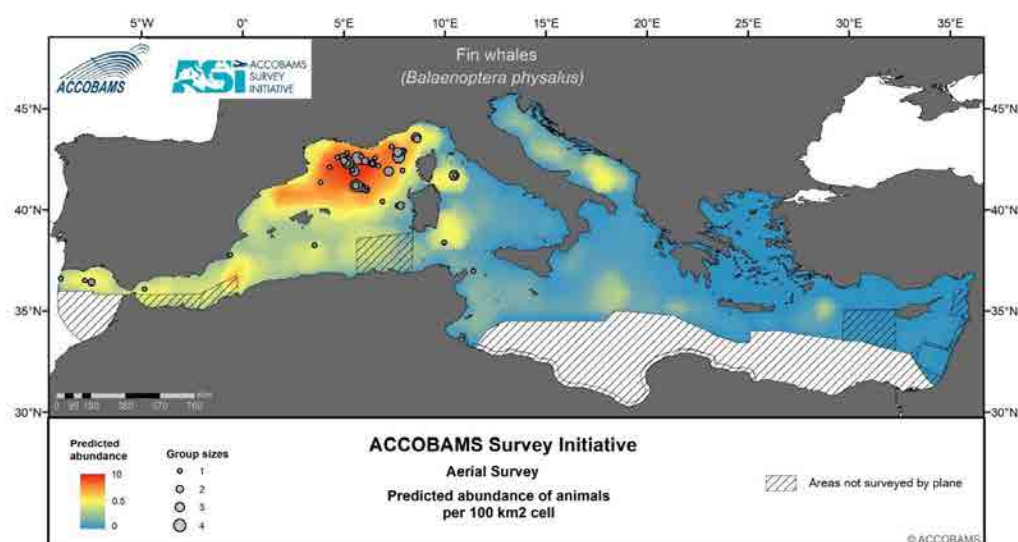 5°W 0° 5°E 10°E 15°E 20°E 25°E 30°E 35°E
Fin whales
(Balaenoptera physalus)
ACCOBAMS
ASI
ACCOBAMS
SURVEY
INITIATIVE
45°N 45°N
40°N 40°N
35°N 35°N
30°N 30°N
Predicted
abundance
10
0.5
0
Group sizes
1
2
3
4
ACCOBAMS Survey Initiative
Aerial Survey
Predicted abundance of animals
per 100 km2 cell
Areas not surveyed by plane
© ACCOBAMS